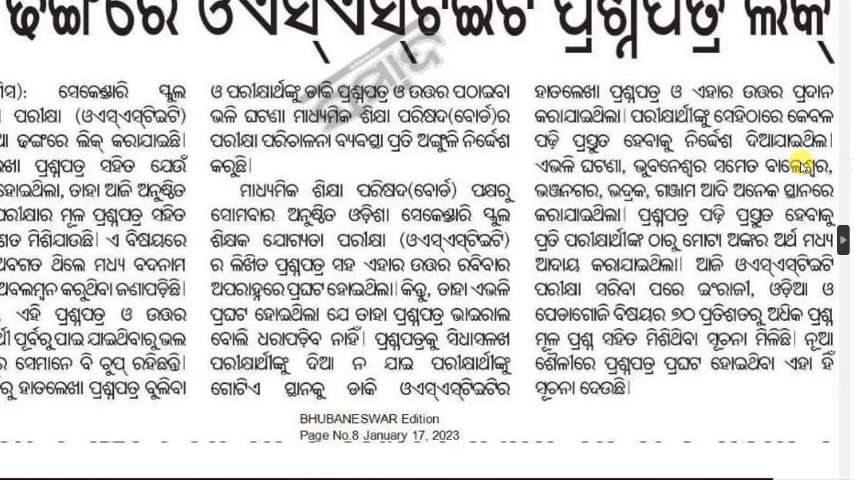 ଢଙ୍ଗରେ ଓଏସ୍ଏସ୍ଟିଇଟି ପ୍ରଶ୍ନପତ୍ର ଲିକ୍
ସମ୍ବାଦ
ସେକେଣ୍ଡାରି ସ୍କୁଲ
ପରୀକ୍ଷା (ଓଏସ୍ଏସ୍ଟିଇଟି)
ଢଙ୍ଗରେ ଲିକ୍ କରାଯାଇଛି।
ପ୍ରଶ୍ନପତ୍ର ସହିତ ଯେଉଁ
ହୋଇଥିଲା, ତାହା ଆଜି ଅନୁଷ୍ଠିତ
ପରୀକ୍ଷାର ମୂଳ ପ୍ରଶ୍ନପତ୍ର ସହିତ
ମିଶିଯାଉଛି। ଏ ବିଷୟରେ
ଅବଗତ ଥିଲେ ମଧ୍ୟ ବଦନାମ
ଅବଲମ୍ବନ କରୁଥିବା ଜଣାପଡ଼ିଛି।
ଏହି ପ୍ରଶ୍ନପତ୍ର ଓ ଉତ୍ତର
ପୂର୍ବରୁ ପାଇ ଯାଇଥିବାରୁ ଭଲ
ସେମାନେ ବି ଚୁପ୍ ରହିଛନ୍ତି।
ହାତଲେଖା ପ୍ରଶ୍ନପତ୍ର ବୁଲିବା
ଓ ପରୀକ୍ଷାର୍ଥିଙ୍କୁ ଡାକି ପ୍ରଶ୍ନପତ୍ର ଓ ଉତ୍ତର ପଠାଇବା
ଭଳି ଘଟଣା ମାଧ୍ୟମିକ ଶିକ୍ଷା ପରିଷଦ(ବୋର୍ଡ)ର
ପରୀକ୍ଷା ପରିଚାଳନା ବ୍ୟବସ୍ଥା ପ୍ରତି ଅଙ୍ଗୁଳି ନିର୍ଦ୍ଦେଶ
କରୁଛି।
ମାଧ୍ୟମିକ ଶିକ୍ଷା ପରିଷଦ(ବୋର୍ଡ) ପକ୍ଷରୁ
ସୋମବାର ଅନୁଷ୍ଠିତ ଓଡ଼ିଶା ସେକେଣ୍ଡାରି ସ୍କୁଲ
ଶିକ୍ଷକ ଯୋଗ୍ୟତା ପରୀକ୍ଷା (ଓଏସ୍ଏସ୍ଟିଇଟି)
ର ଲିଖିତ ପ୍ରଶ୍ନପତ୍ର ସହ ଏହାର ଉତ୍ତର ରବିବାର
ଅପରାହ୍ନରେ ପ୍ରଘଟ ହୋଇଥିଲା। କିନ୍ତୁ, ତାହା ଏଭଳି
ପ୍ରଘଟ ହୋଇଥିଲା ଯେ ତାହା ପ୍ରଶ୍ନପତ୍ର ଭାଇରାଲ
ବୋଲି ଧରାପଡ଼ିବ ନାହିଁ। ପ୍ରଶ୍ନପତ୍ରକୁ ସିଧାସଳଖ
ପରୀକ୍ଷାର୍ଥୀଙ୍କୁ ଦିଆ ନ ଯାଇ ପରୀକ୍ଷାର୍ଥୀଙ୍କୁ
ଗୋଟିଏ ସ୍ଥାନକୁ ଡାକି ଓଏସ୍ଏସ୍ଟିଇଟିର
ହାତଲେଖା ପ୍ରଶ୍ନପତ୍ର ଓ ଏହାର ଉତ୍ତର ପ୍ରଦାନ
କରାଯାଇଥିଲା। ପରୀକ୍ଷାର୍ଥୀଙ୍କୁ ସେହିଠାରେ କେବଳ
ପଢ଼ି ପ୍ରସ୍ତୁତ ହେବାକୁ ନିର୍ଦ୍ଦେଶ ଦିଆଯାଇଥିଲା।
ଏଭଳି ଘଟଣା, ଭୁବନେଶ୍ୱର ସମେତ ବାଲେଶ୍ୱର,
ଭଞ୍ଜନଗର, ଭଦ୍ରକ, ଗଞ୍ଜାମ ଆଦି ଅନେକ ସ୍ଥାନରେ
କରାଯାଇଥିଲା। ପ୍ରଶ୍ନପତ୍ର ପଢ଼ି ପ୍ରସ୍ତୁତ ହେବାକୁ
ପ୍ରତି ପରୀକ୍ଷାର୍ଥୀଙ୍କ ଠାରୁ ମୋଟା ଅଙ୍କର ଅର୍ଥ ମଧ୍ୟ
ଆଦାୟ କରାଯାଇଥିଲା। ଆଜି ଓଏସ୍ଏସ୍ଟିଇଟି
ପରୀକ୍ଷା ସରିବା ପରେ ଇଂରାଜୀ, ଓଡ଼ିଆ ଓ
ପେଡାଗୋଜି ବିଷୟର ୭୦ ପ୍ରତିଶତରୁ ଅଧିକ ପ୍ରଶ୍ନ
ମୂଳ ପ୍ରଶ୍ନ ସହିତ ମିଶିଥିବା ସୂଚନା ମିଳିଛି। ନୂଆ
ଶୈଳୀରେ ପ୍ରଶ୍ନପତ୍ର ପ୍ରଘଟ ହୋଇଥିବା ଏହା ହିଁ
ସୂଚନା ଦେଉଛି।
BHUBANESWAR Edition
Page No.8 January 17, 2023